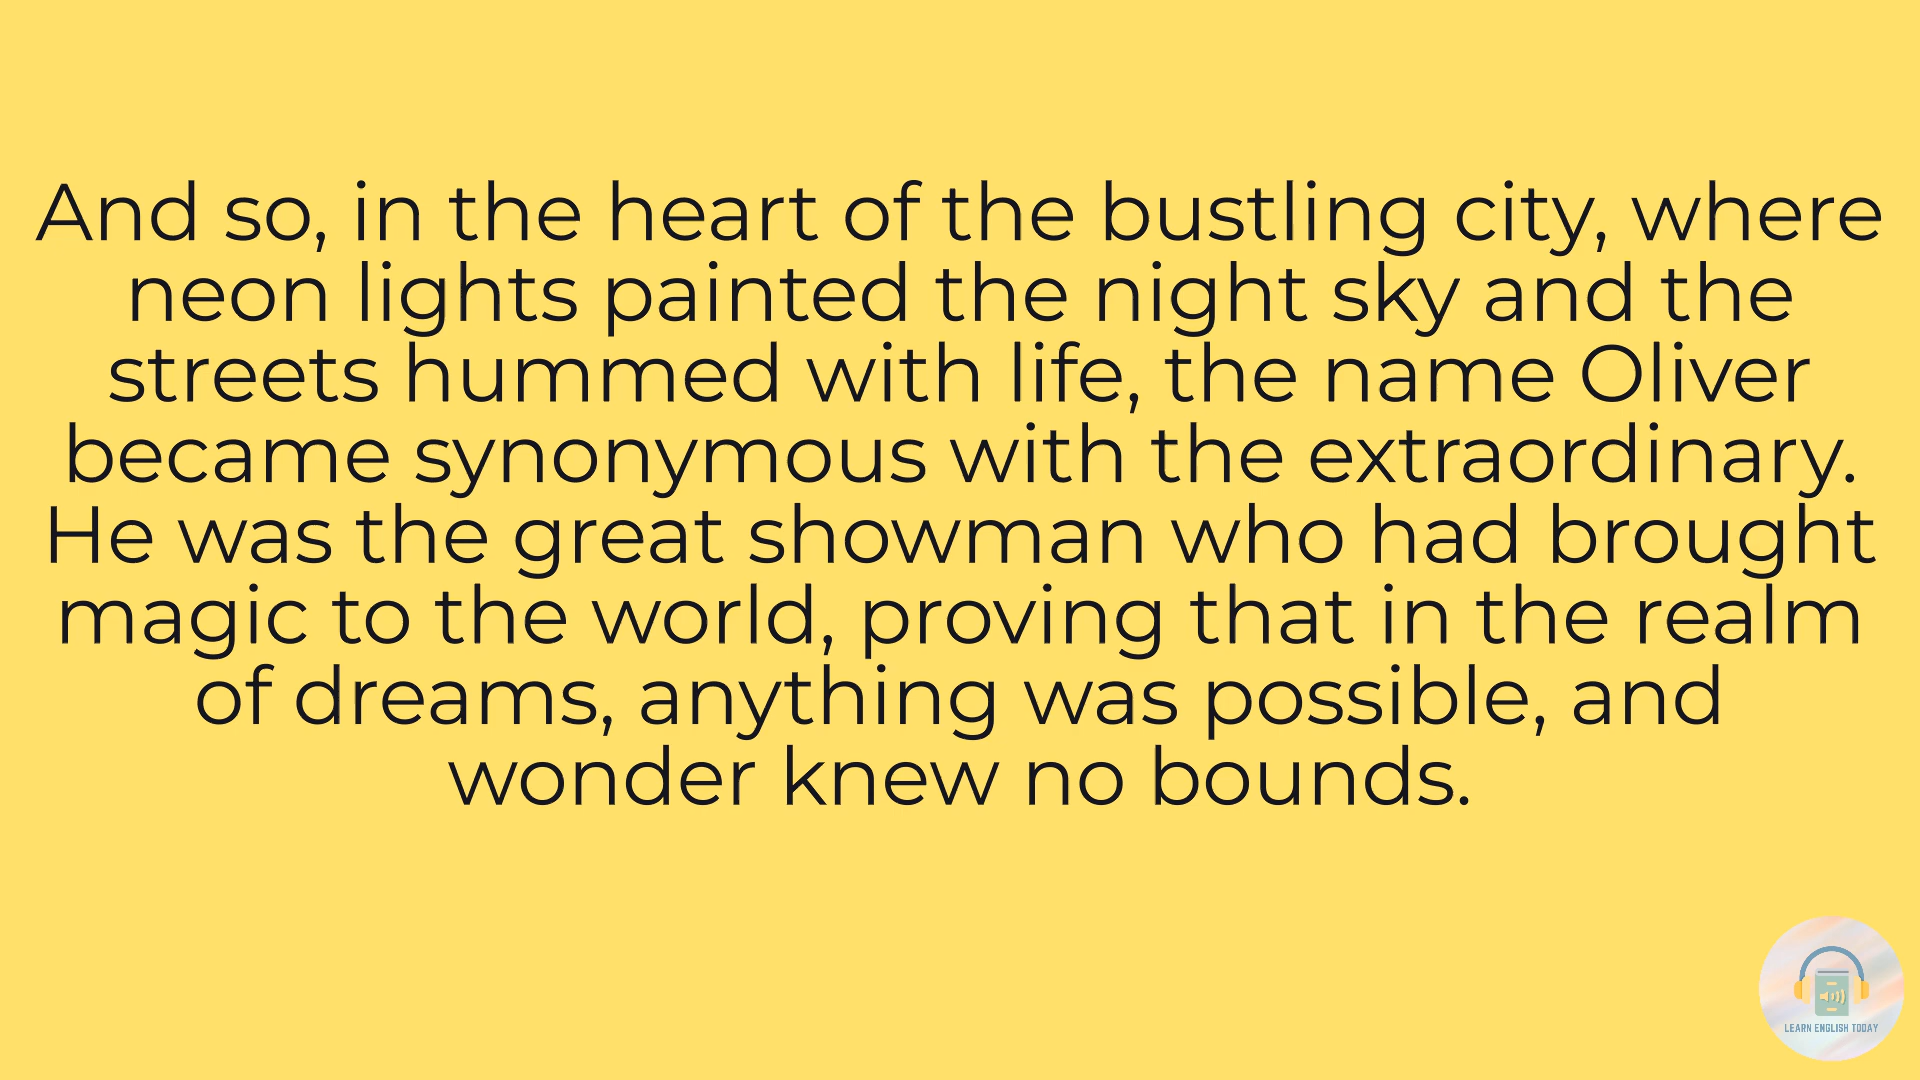 And so, in the heart of the bustling city, where
neon lights painted the night sky and the
streets hummed with life, the name Oliver
became synonymous with the extraordinary.
He was the great showman who had brought
magic to the world, proving that in the realm
of dreams, anything was possible, and
wonder knew no bounds.
LEARN ENGLISH TODAY